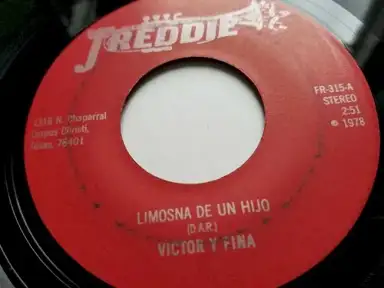 FREDDIE
1318 N. Chaparral
Corpus Christi,
Texas, 78401
FR-315-A
STEREO
2:51
℗ 1978
LIMOSNA DE UN HIJO
(D.A.R.)
VICTOR Y FINA